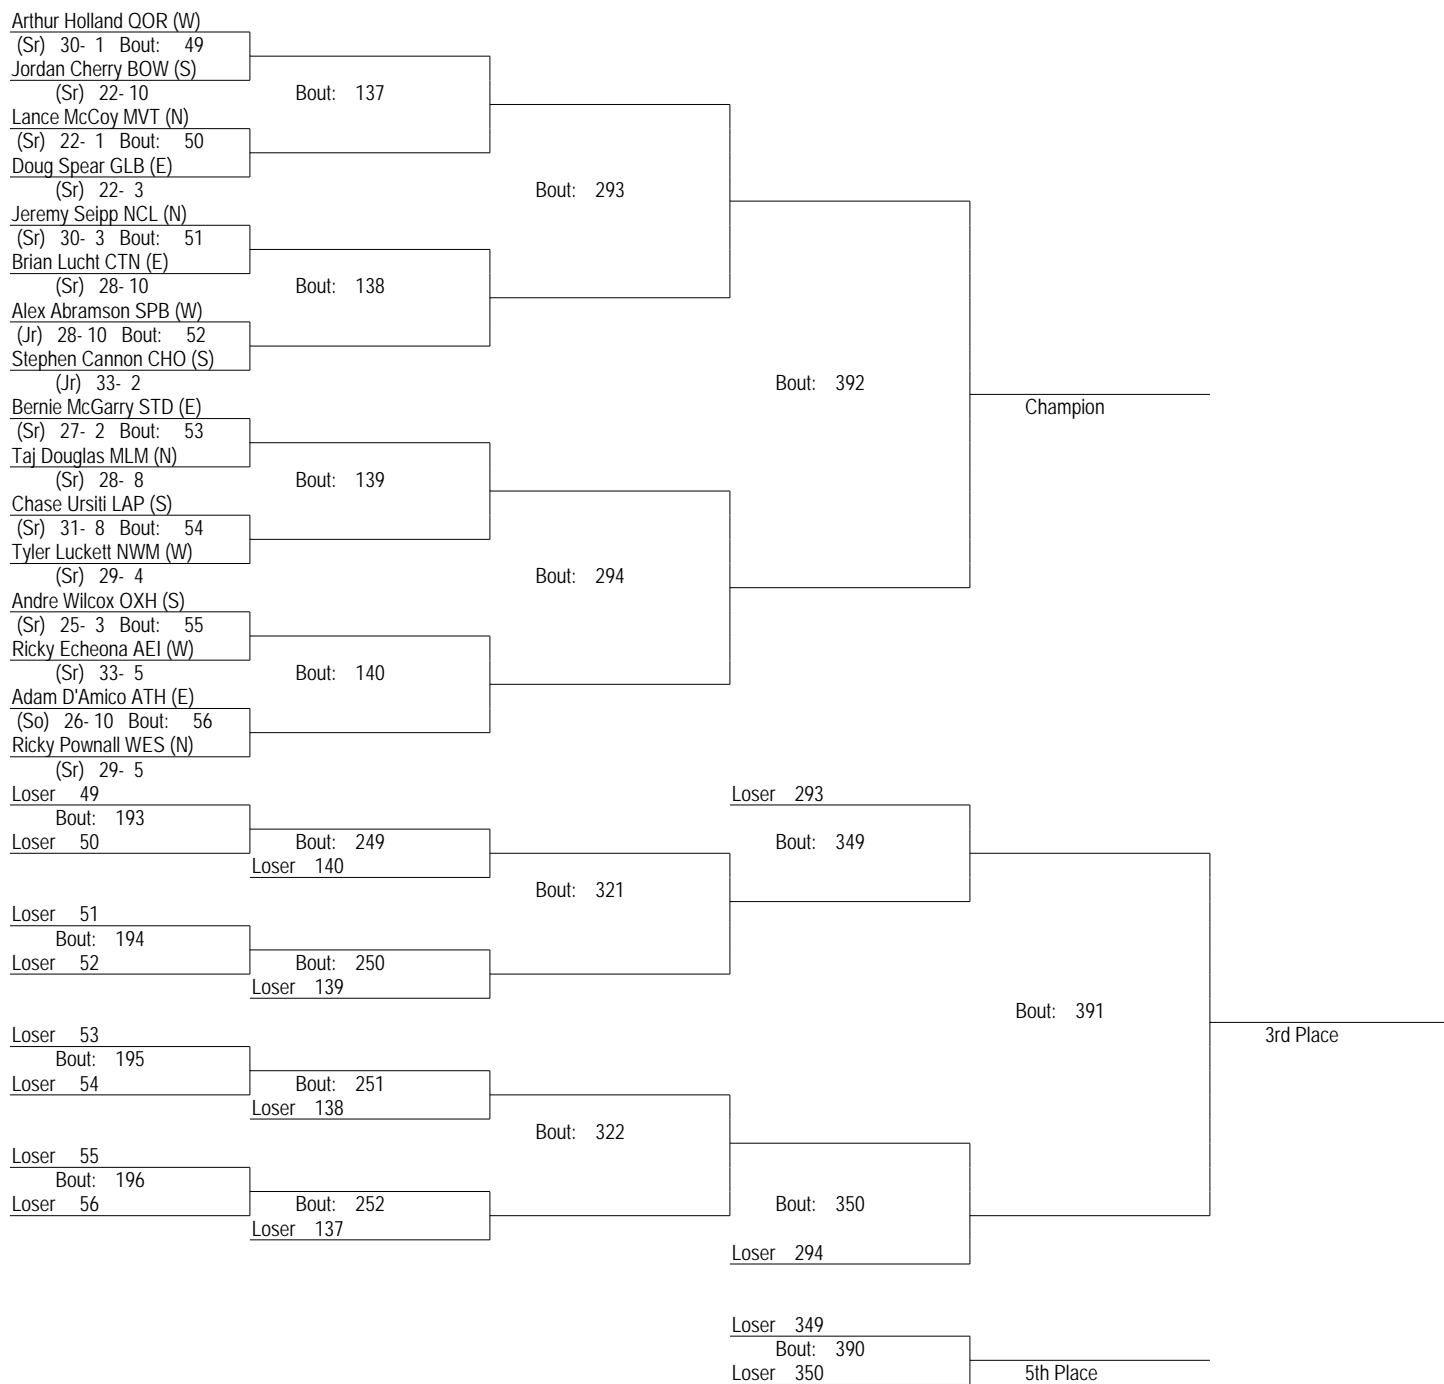 Arthur Holland QOR (W)
(Sr) 30- 1 Bout: 49
Jordan Cherry BOW (S)
(Sr) 22- 10 Bout: 137
Lance McCoy MVT (N)
(Sr) 22- 1 Bout: 50
Doug Spear GLB (E)
(Sr) 22- 3 Bout: 293
Jeremy Seipp NCL (N)
(Sr) 30- 3 Bout: 51
Brian Lucht CTN (E)
(Sr) 28- 10 Bout: 138
Alex Abramson SPB (W)
(Jr) 28- 10 Bout: 52
Stephen Cannon CHO (S)
(Jr) 33- 2 Bout: 392
Bernie McGarry STD (E) Champion
(Sr) 27- 2 Bout: 53
Taj Douglas MLM (N)
(Sr) 28- 8 Bout: 139
Chase Ursiti LAP (S)
(Sr) 31- 8 Bout: 54
Tyler Luckett NWM (W)
(Sr) 29- 4 Bout: 294
Andre Wilcox OXH (S)
(Sr) 25- 3 Bout: 55
Ricky Echeona AEI (W)
(Sr) 33- 5 Bout: 140
Adam D'Amico ATH (E)
(So) 26- 10 Bout: 56
Ricky Pownall WES (N)
(Sr) 29- 5
Loser 49 Loser 293
Bout: 193
Loser 50 Bout: 249 Bout: 349
Loser 140
Bout: 321
Loser 51
Bout: 194
Loser 52 Bout: 250
Loser 139
Bout: 391
Loser 53 3rd Place
Bout: 195
Loser 54 Bout: 251
Loser 138
Bout: 322
Loser 55
Bout: 196
Loser 56 Bout: 252 Bout: 350
Loser 137
Loser 294
Loser 349
Bout: 390
Loser 350 5th Place